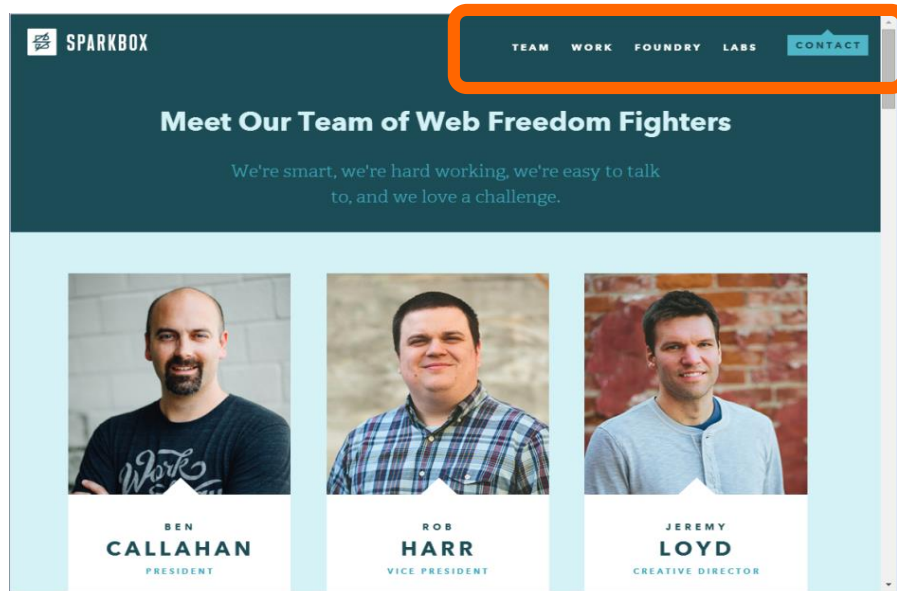 SPARKBOX
TEAM WORK FOUNDRY LABS CONTACT
Meet Our Team of Web Freedom Fighters
We're smart, we're hard working, we're easy to talk
to, and we love a challenge.
Work
BEN
CALLAHAN
PRESIDENT
ROB
HARR
VICE PRESIDENT
JEREMY
LOYD
CREATIVE DIRECTOR